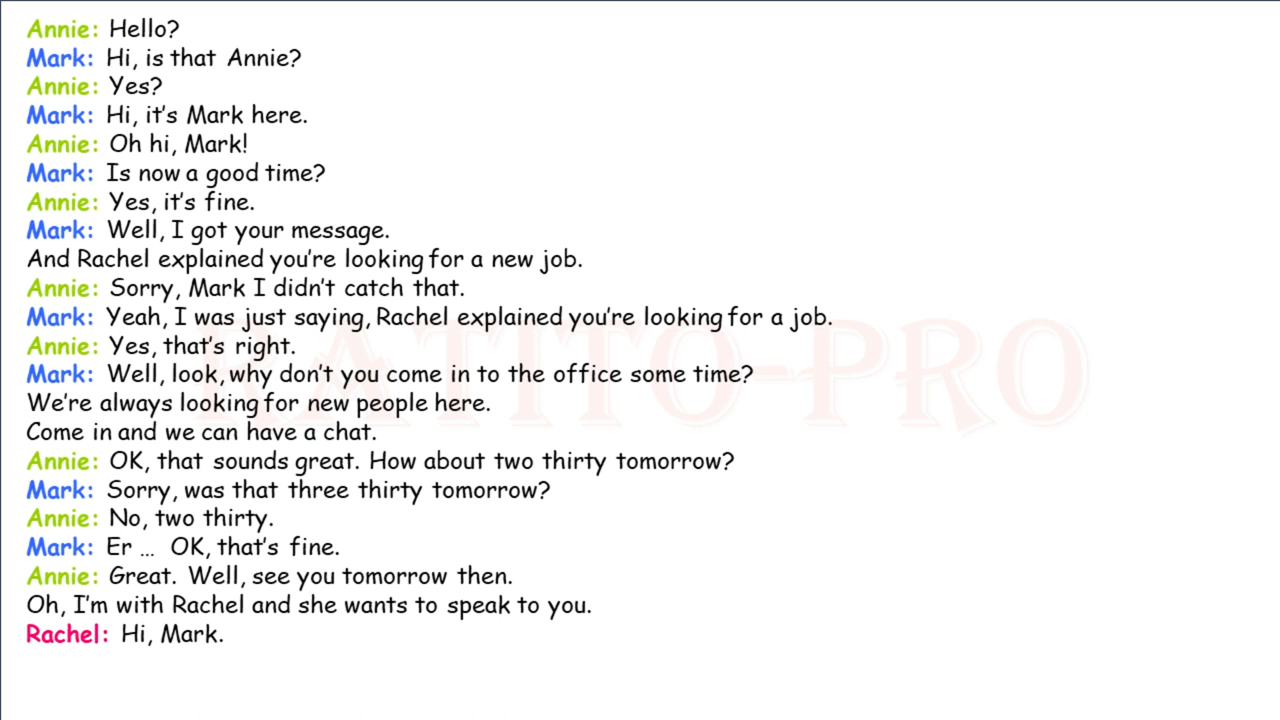 Annie: Hello?
Mark: Hi, is that Annie?
Annie: Yes?
Mark: Hi, it's Mark here.
Annie: Oh hi, Mark!
Mark: Is now a good time?
Annie: Yes, it's fine.
Mark: Well, I got your message.
And Rachel explained you're looking for a new job.
Annie: Sorry, Mark I didn't catch that.
Mark: Yeah, I was just saying, Rachel explained you're looking for a job.
Annie: Yes, that's right.
Mark: Well, look, why don't you come in to the office some time?
We're always looking for new people here.
Come in and we can have a chat.
Annie: OK, that sounds great. How about two thirty tomorrow?
Mark: Sorry, was that three thirty tomorrow?
Annie: No, two thirty.
Mark: Er … OK, that's fine.
Annie: Great. Well, see you tomorrow then.
Oh, I'm with Rachel and she wants to speak to you.
Rachel: Hi, Mark.
RATITO-PRO